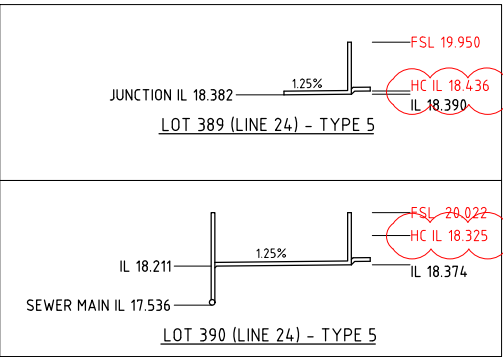 FSL 19.950
1.25%
HC IL 18.436
JUNCTION IL 18.382
IL 18.390
LOT 389 (LINE 24) - TYPE 5
FSL 20.022
HC IL 18.325
1.25%
IL 18.211
IL 18.374
SEWER MAIN IL 17.536
LOT 390 (LINE 24) - TYPE 5